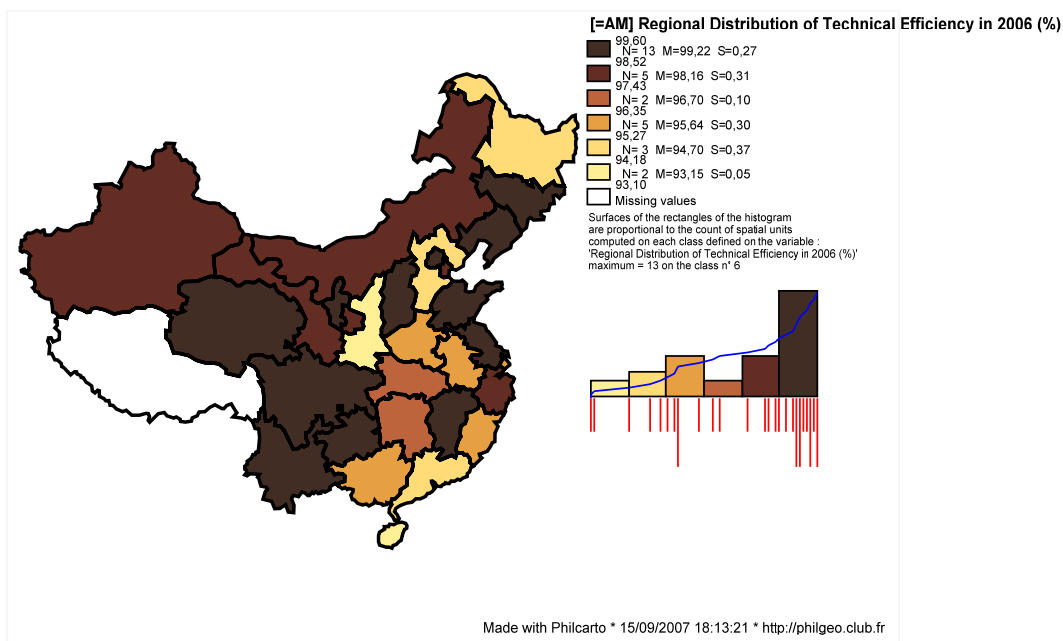 [=AM] Regional Distribution of Technical Efficiency in 2006 (%)
99,60
N= 13 M=99,22 S=0,27
98,52
N= 5 M=98,16 S=0,31
97,43
N= 2 M=96,70 S=0,10
96,35
N= 5 M=95,64 S=0,30
95,27
N= 3 M=94,70 S=0,37
94,18
N= 2 M=93,15 S=0,05
93,10
Missing values
Surfaces of the rectangles of the histogram
are proportional to the count of spatial units
computed on each class defined on the variable :
'Regional Distribution of Technical Efficiency in 2006 (%)'
maximum = 13 on the class n° 6
Made with Philcarto * 15/09/2007 18:13:21 * http://philgeo.club.fr